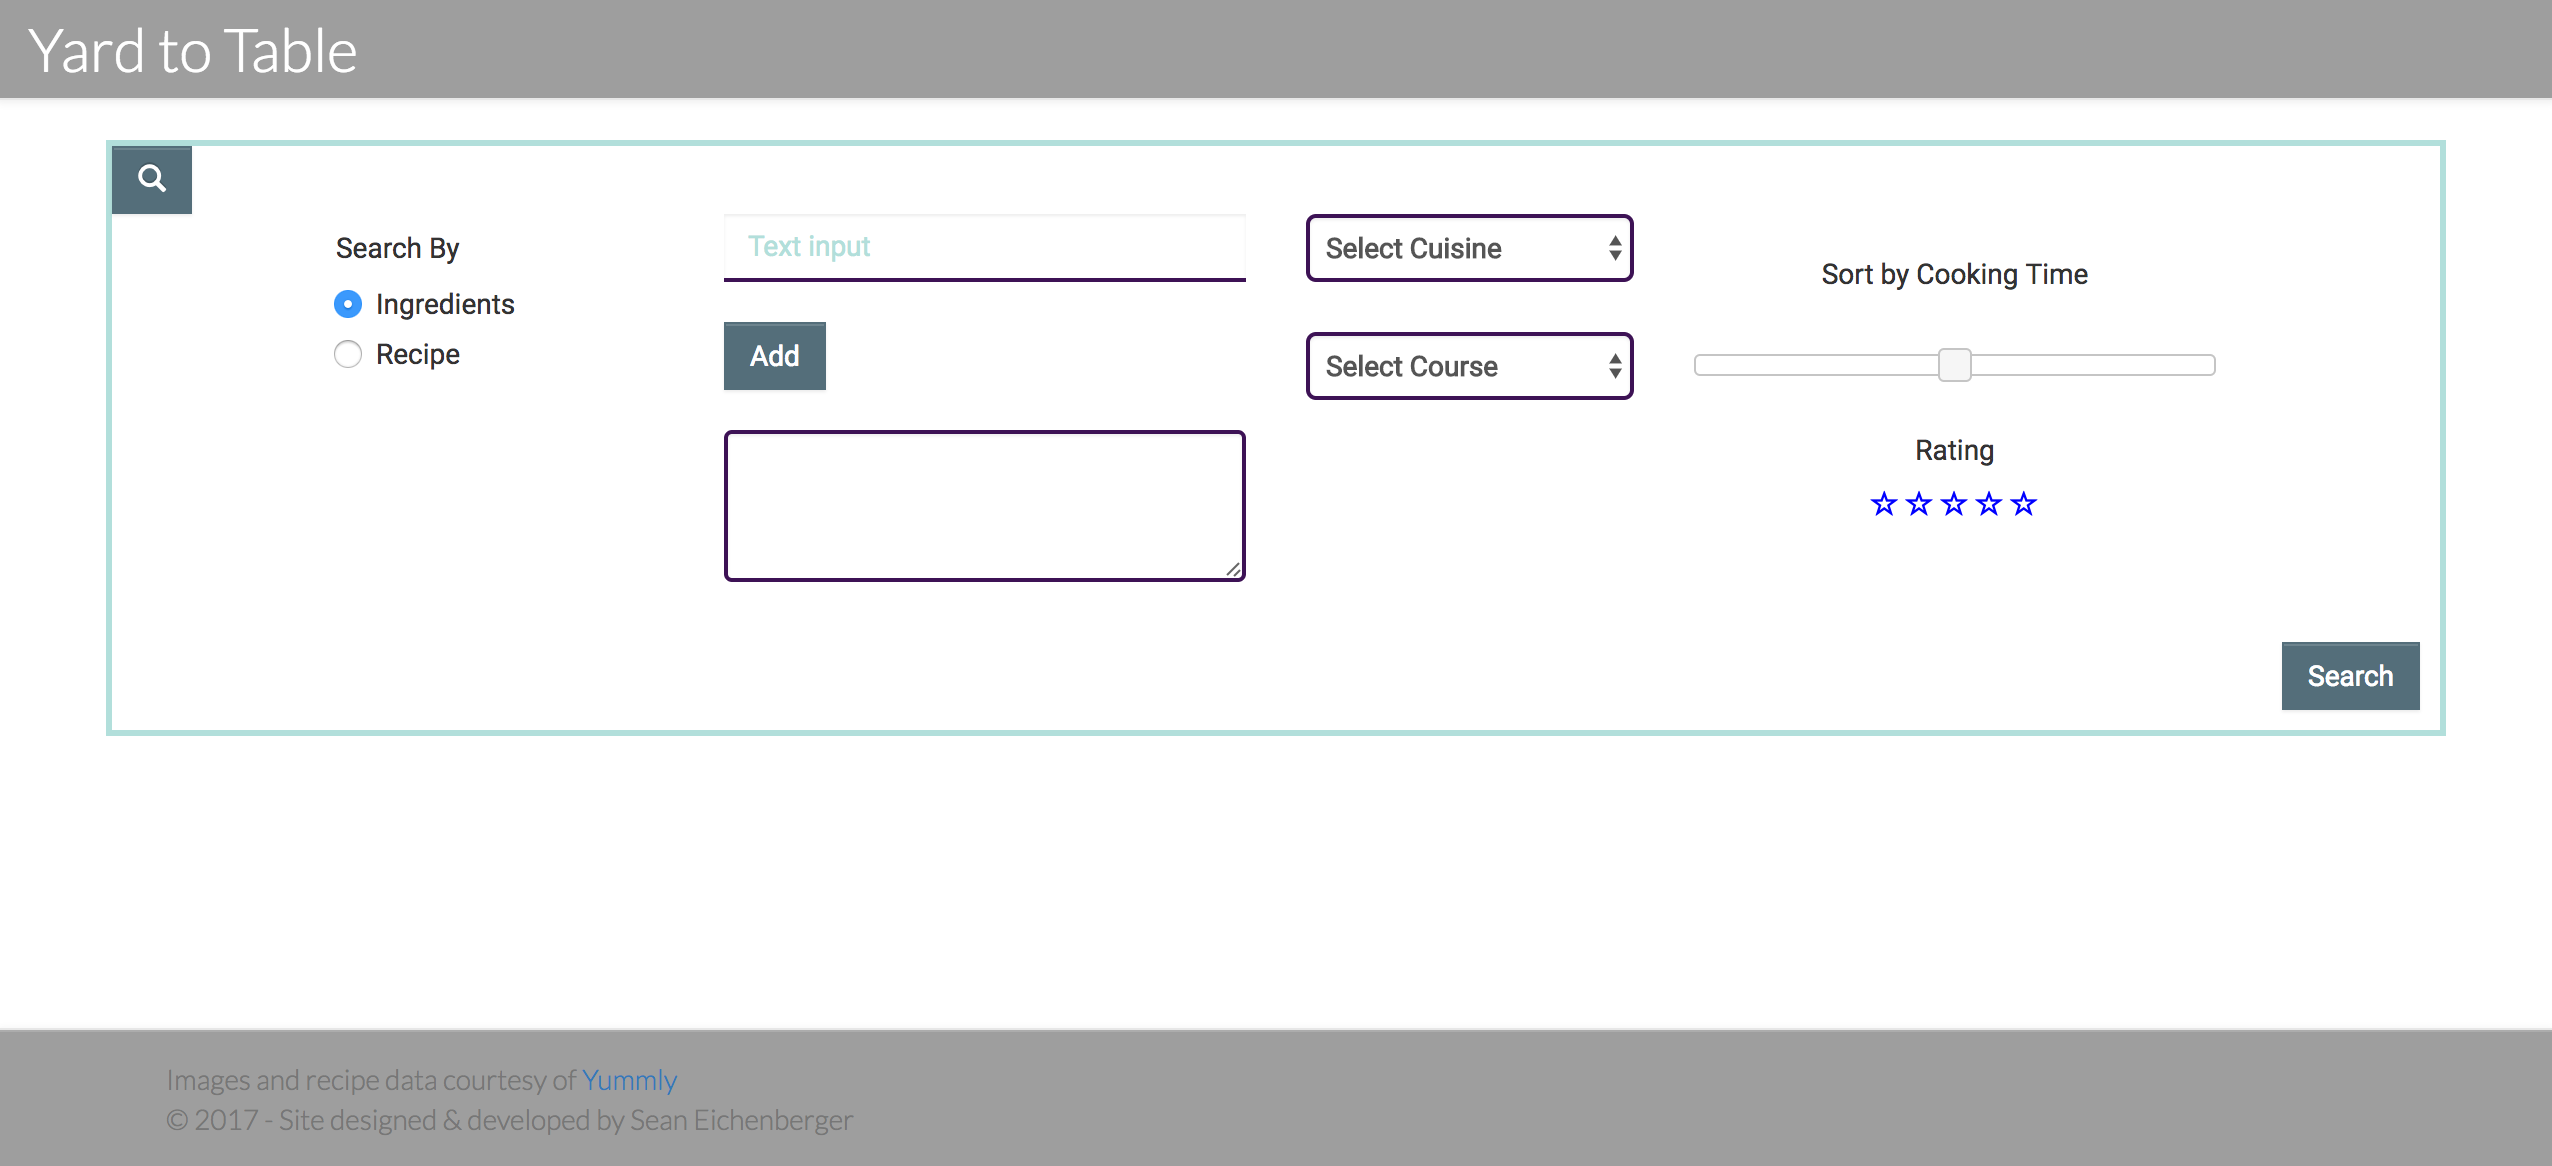 Yard to Table
Search By
Ingredients
Recipe
Text input
Add
Select Cuisine
Select Course
Sort by Cooking Time
Rating
Search
Images and recipe data courtesy of Yummly
© 2017 - Site designed & developed by Sean Eichenberger